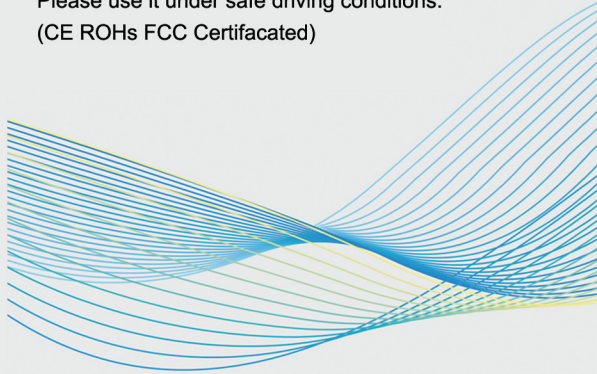 Please use it under safe driving conditions.
(CE ROHs FCC Certifacated)